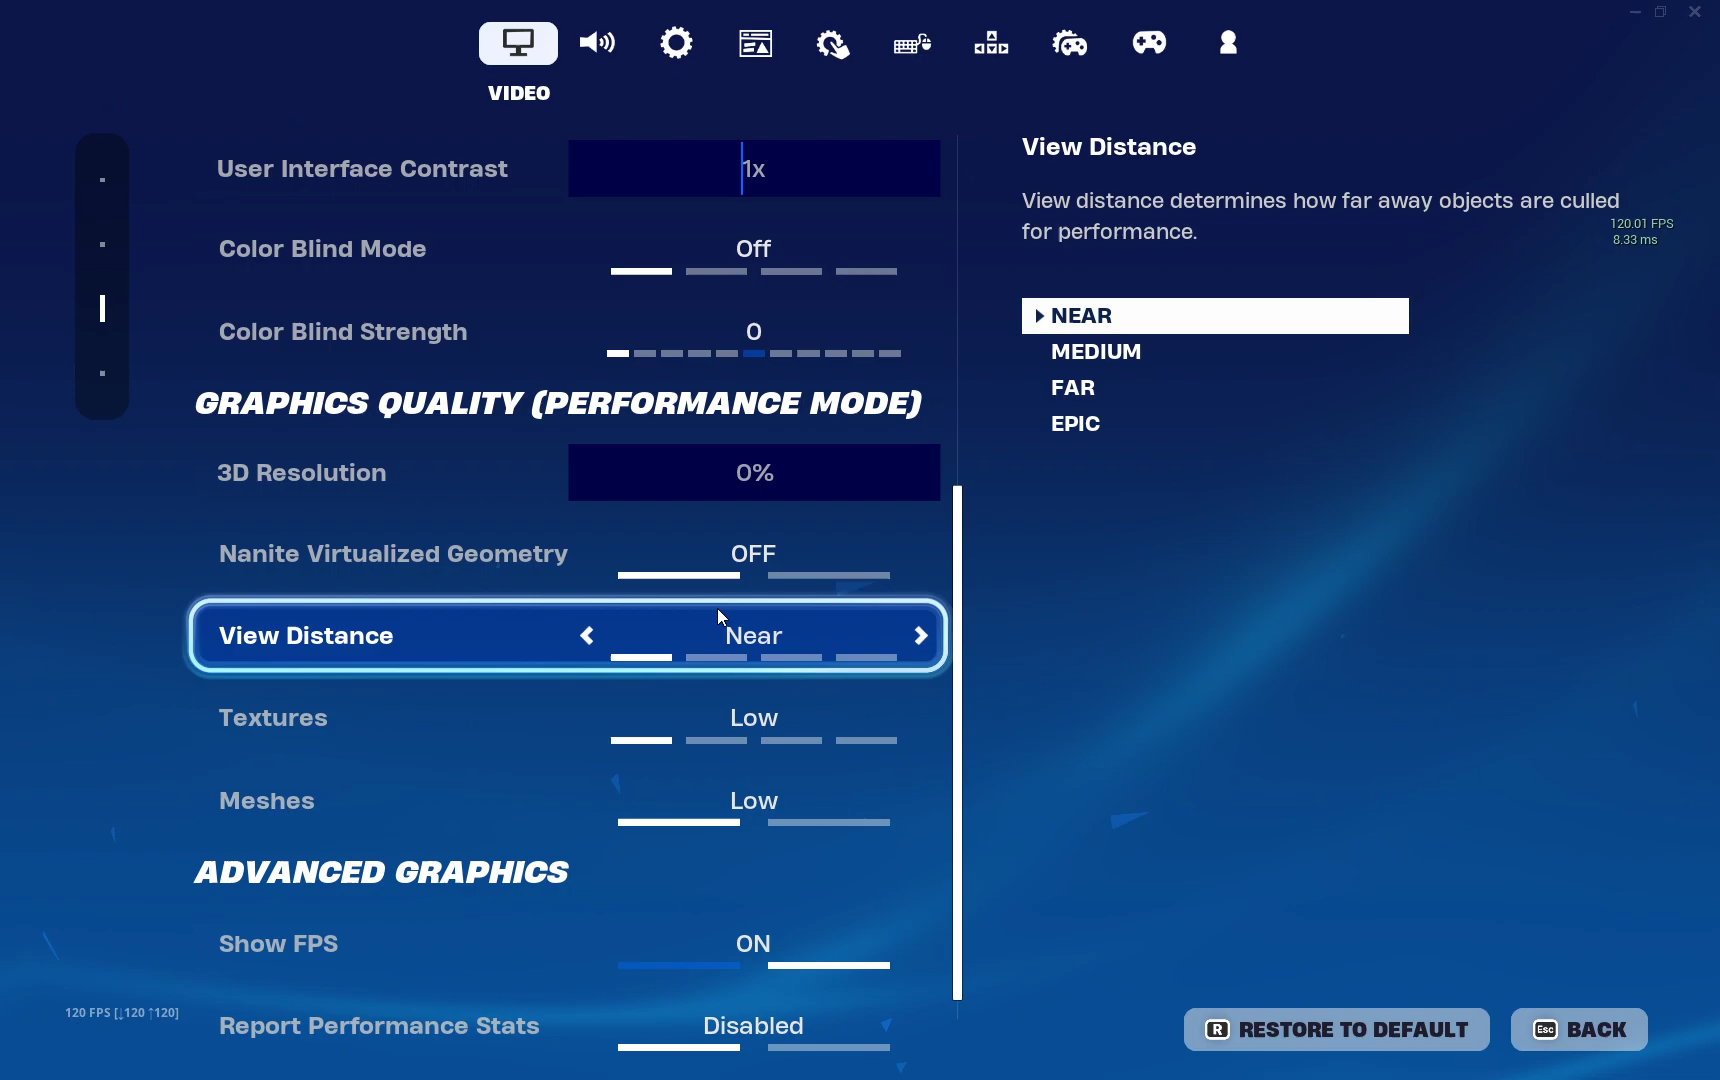 VIDEO
User Interface Contrast 1x
Color Blind Mode Off
Color Blind Strength 0
GRAPHICS QUALITY (PERFORMANCE MODE)
3D Resolution 0%
Nanite Virtualized Geometry OFF
View Distance Near
Textures Low
Meshes Low
ADVANCED GRAPHICS
Show FPS ON
Report Performance Stats Disabled
120 FPS [↓120 ↑120]
View Distance
View distance determines how far away objects are culled
for performance.
120.01 FPS
8.33 ms
NEAR
MEDIUM
FAR
EPIC
R RESTORE TO DEFAULT
Esc BACK